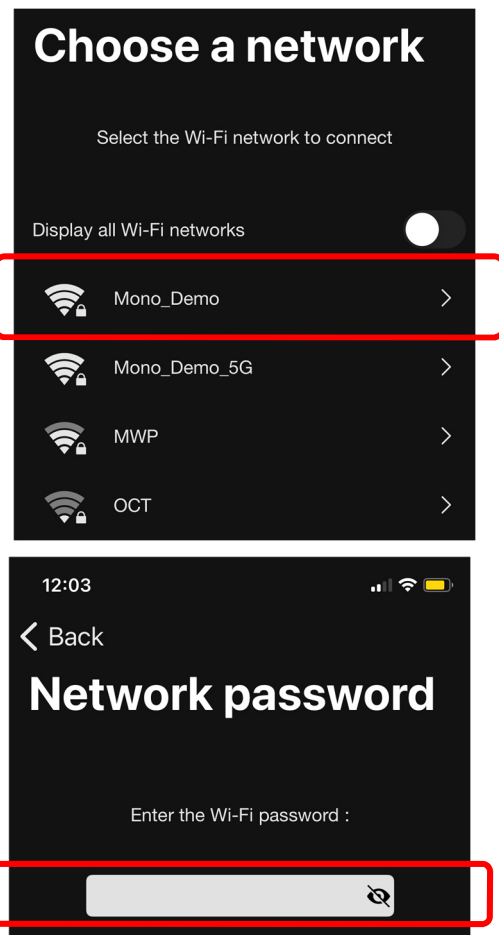 Choose a network
Select the Wi-Fi network to connect
Display all Wi-Fi networks
Mono_Demo
Mono_Demo_5G
MWP
OCT
12:03
Back
Network password
Enter the Wi-Fi password :